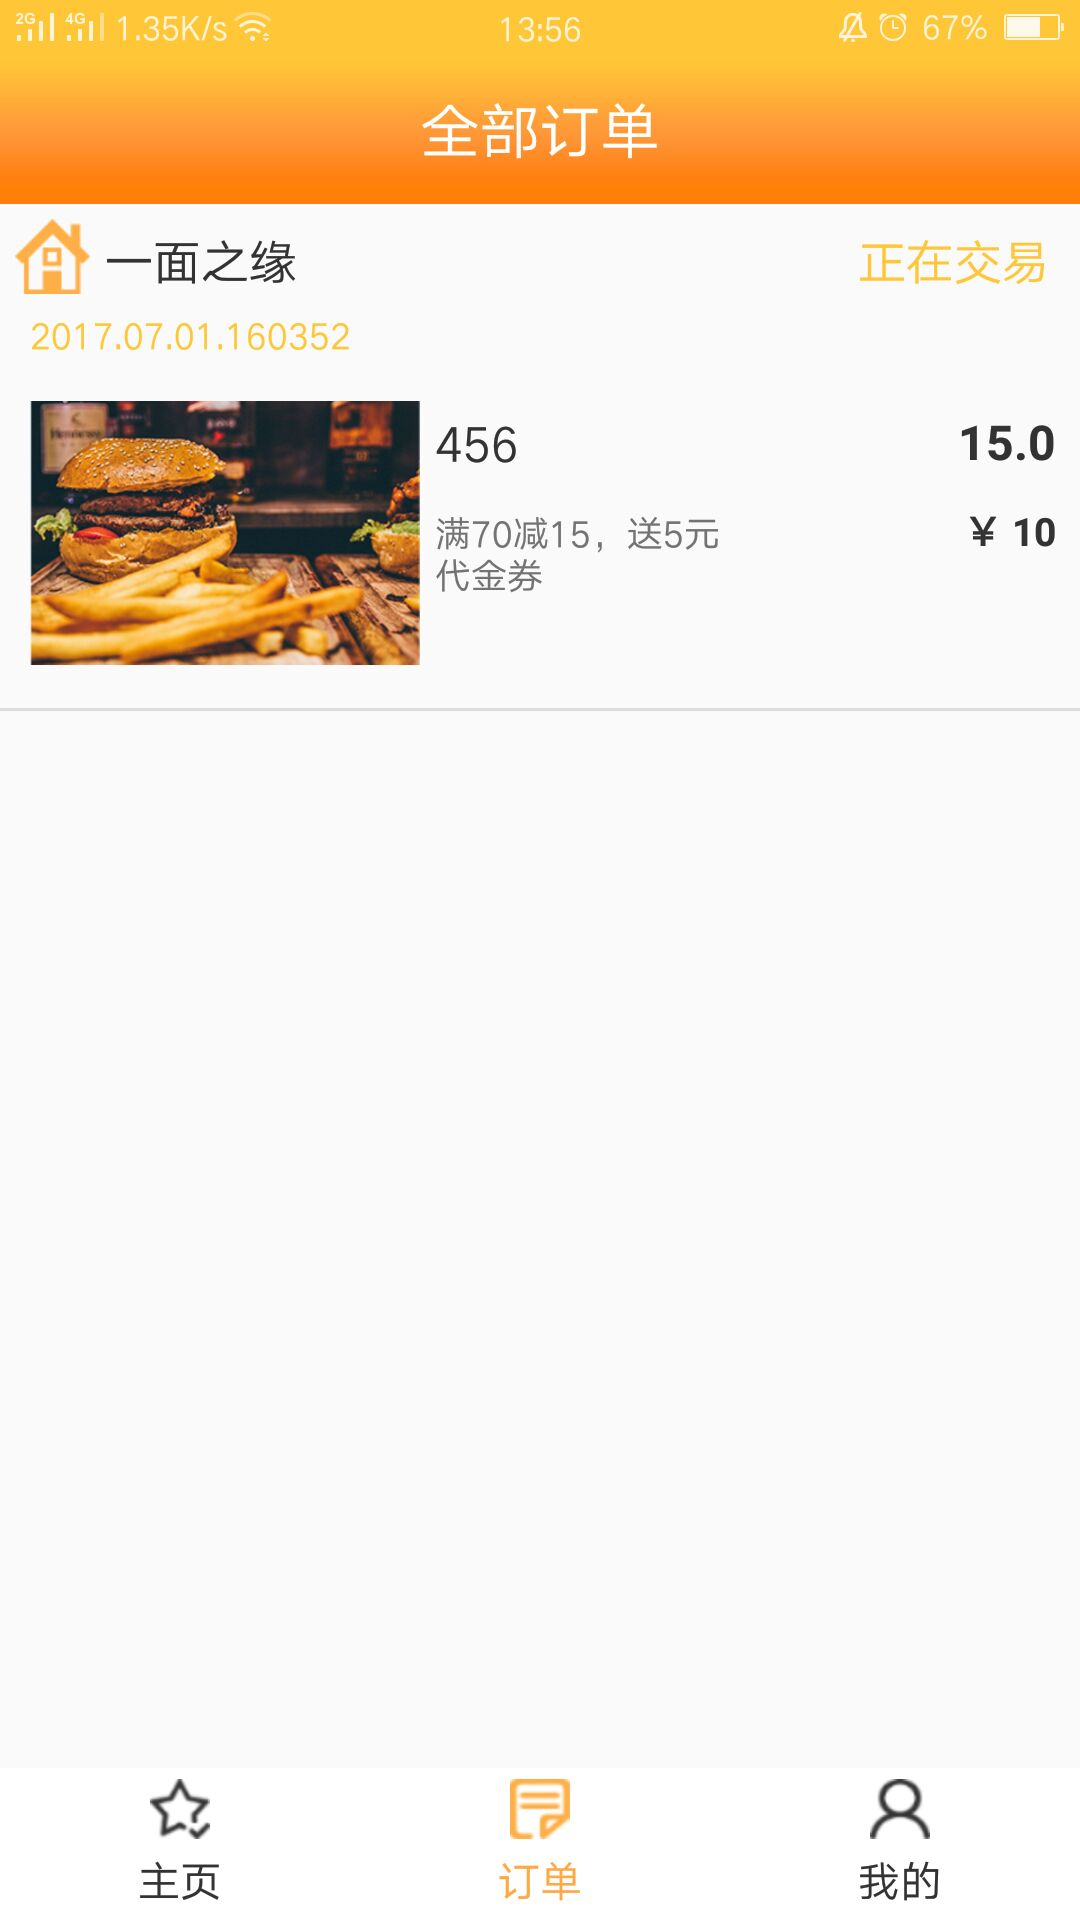 2G 4G 1.35K/s 13:56 67%
全部订单
一面之缘 正在交易
2017.07.01.160352
456 15.0
满70减15，送5元 ￥ 10
代金券
主页 订单 我的